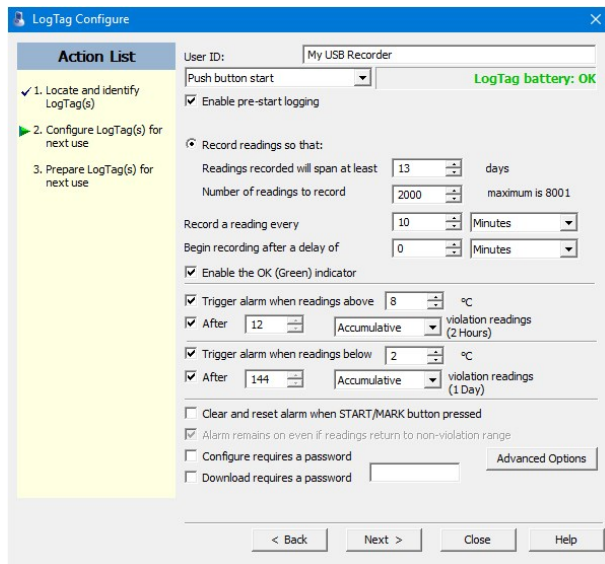 LogTag Configure
Action List
1. Locate and identify
LogTag(s)
2. Configure LogTag(s) for
next use
3. Prepare LogTag(s) for
next use
User ID: My USB Recorder
Push button start LogTag battery: OK
Enable pre-start logging
Record readings so that:
Readings recorded will span at least 13 days
Number of readings to record 2000 maximum is 8001
Record a reading every 10 Minutes
Begin recording after a delay of 0 Minutes
Enable the OK (Green) indicator
Trigger alarm when readings above 8 ºC
After 12 Accumulative violation readings
(2 Hours)
Trigger alarm when readings below 2 ºC
After 144 Accumulative violation readings
(1 Day)
Clear and reset alarm when START/MARK button pressed
Alarm remains on even if readings return to non-violation range
Configure requires a password
Download requires a password
Advanced Options
< Back Next > Close Help